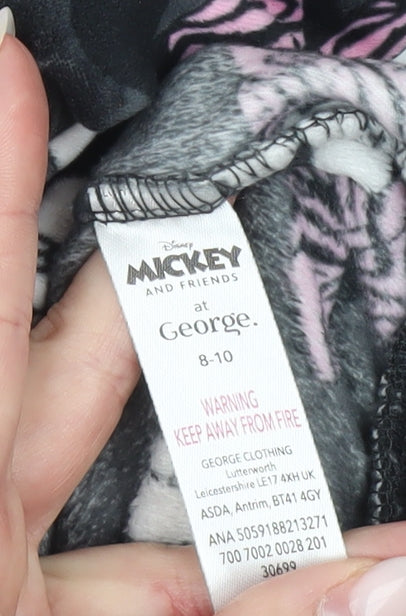 Disney
MICKEY
AND FRIENDS
at
George.
8-10
WARNING
KEEP AWAY FROM FIRE
GEORGE CLOTHING
Lutterworth
Leicestershire LE17 4XH UK
ASDA, Antrim, BT41 4GY
ANA 5059188213271
700 7002 0028 201
30699